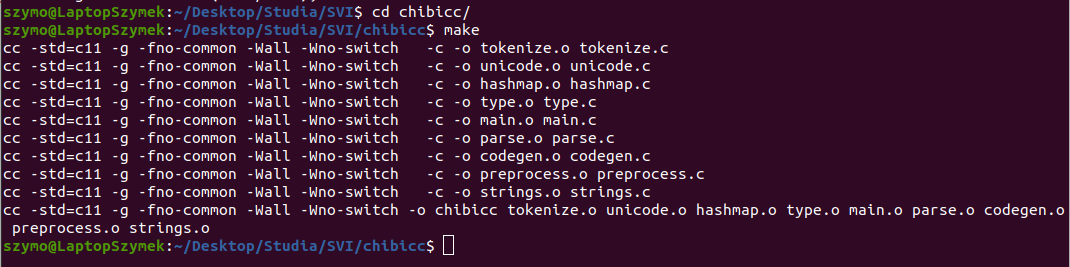 szymo@LaptopSzymek:~/Desktop/Studia/SVI$ cd chibicc/
szymo@LaptopSzymek:~/Desktop/Studia/SVI/chibicc$ make
cc -std=c11 -g -fno-common -Wall -Wno-switch   -c -o tokenize.o tokenize.c
cc -std=c11 -g -fno-common -Wall -Wno-switch   -c -o unicode.o unicode.c
cc -std=c11 -g -fno-common -Wall -Wno-switch   -c -o hashmap.o hashmap.c
cc -std=c11 -g -fno-common -Wall -Wno-switch   -c -o type.o type.c
cc -std=c11 -g -fno-common -Wall -Wno-switch   -c -o main.o main.c
cc -std=c11 -g -fno-common -Wall -Wno-switch   -c -o parse.o parse.c
cc -std=c11 -g -fno-common -Wall -Wno-switch   -c -o codegen.o codegen.c
cc -std=c11 -g -fno-common -Wall -Wno-switch   -c -o preprocess.o preprocess.c
cc -std=c11 -g -fno-common -Wall -Wno-switch   -c -o strings.o strings.c
cc -std=c11 -g -fno-common -Wall -Wno-switch -o chibicc tokenize.o unicode.o hashmap.o type.o main.o parse.o codegen.o
 preprocess.o strings.o
szymo@LaptopSzymek:~/Desktop/Studia/SVI/chibicc$